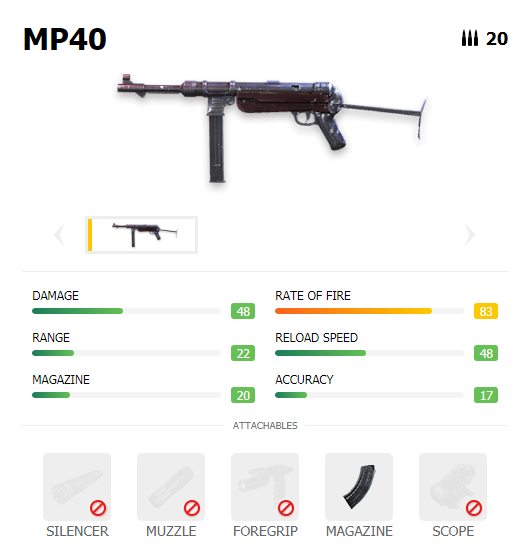 MP40 20
DAMAGE 48 RATE OF FIRE 83
RANGE 22 RELOAD SPEED 48
MAGAZINE 20 ACCURACY 17
ATTACHABLES
SILENCER MUZZLE FOREGRIP MAGAZINE SCOPE